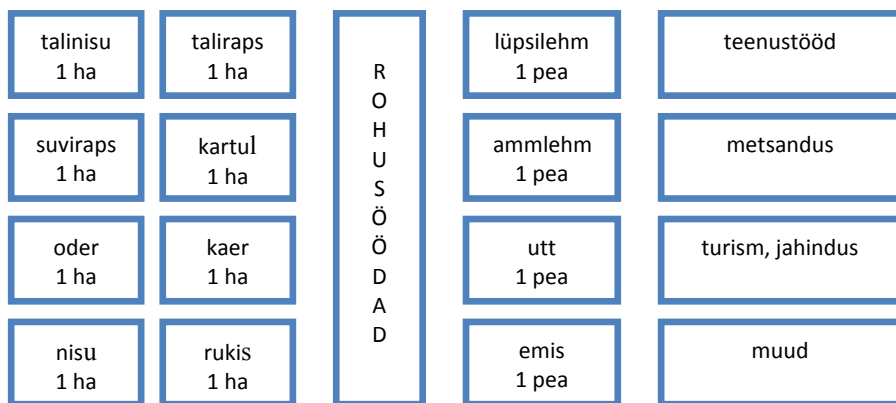 talinisu
1 ha
taliraps
1 ha
suviraps
1 ha
kartul
1 ha
oder
1 ha
kaer
1 ha
nisu
1 ha
rukis
1 ha
R
O
H
U
S
Ö
Ö
D
A
D
lüpsilehm
1 pea
ammlehm
1 pea
utt
1 pea
emis
1 pea
teenustööd
metsandus
turism, jahindus
muud